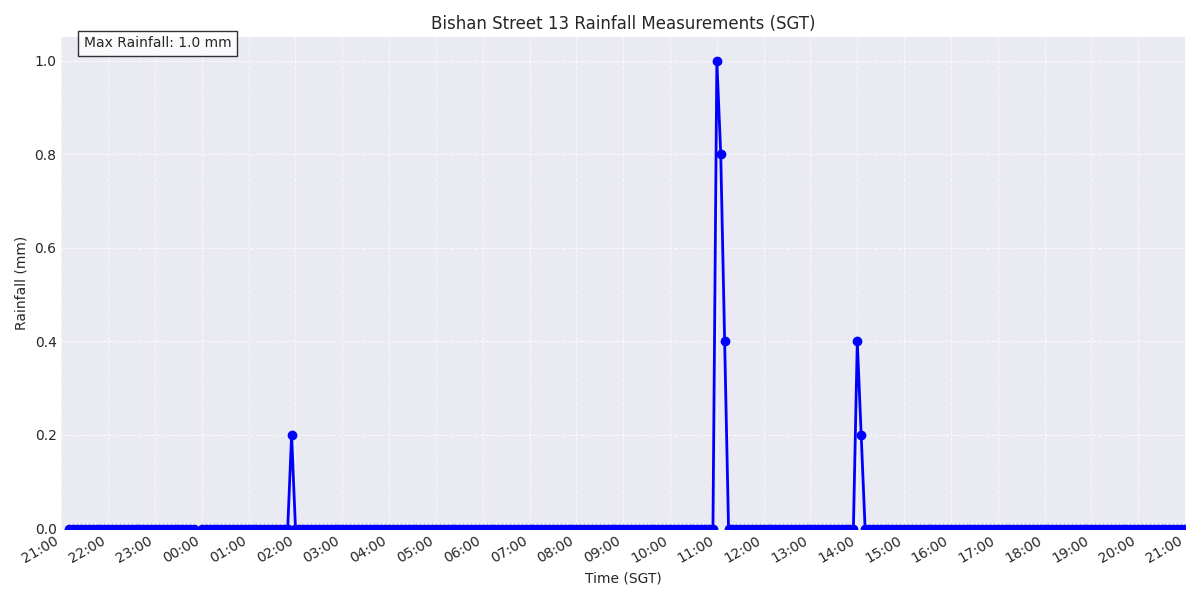 Bishan Street 13 Rainfall Measurements (SGT)
Max Rainfall: 1.0 mm
Rainfall (mm)
1.0
0.8
0.6
0.4
0.2
0.0
21:00 22:00 23:00 00:00 01:00 02:00 03:00 04:00 05:00 06:00 07:00 08:00 09:00 10:00 11:00 12:00 13:00 14:00 15:00 16:00 17:00 18:00 19:00 20:00 21:00
Time (SGT)